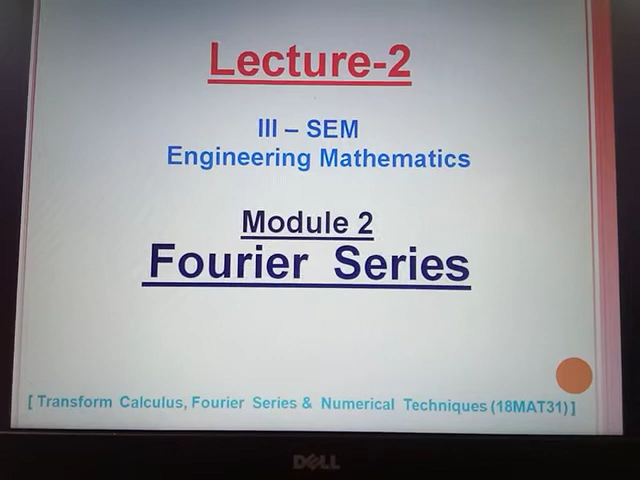 Lecture-2
III – SEM
Engineering Mathematics
Module 2
Fourier Series
[ Transform Calculus, Fourier Series & Numerical Techniques (18MAT31) ]
DELL